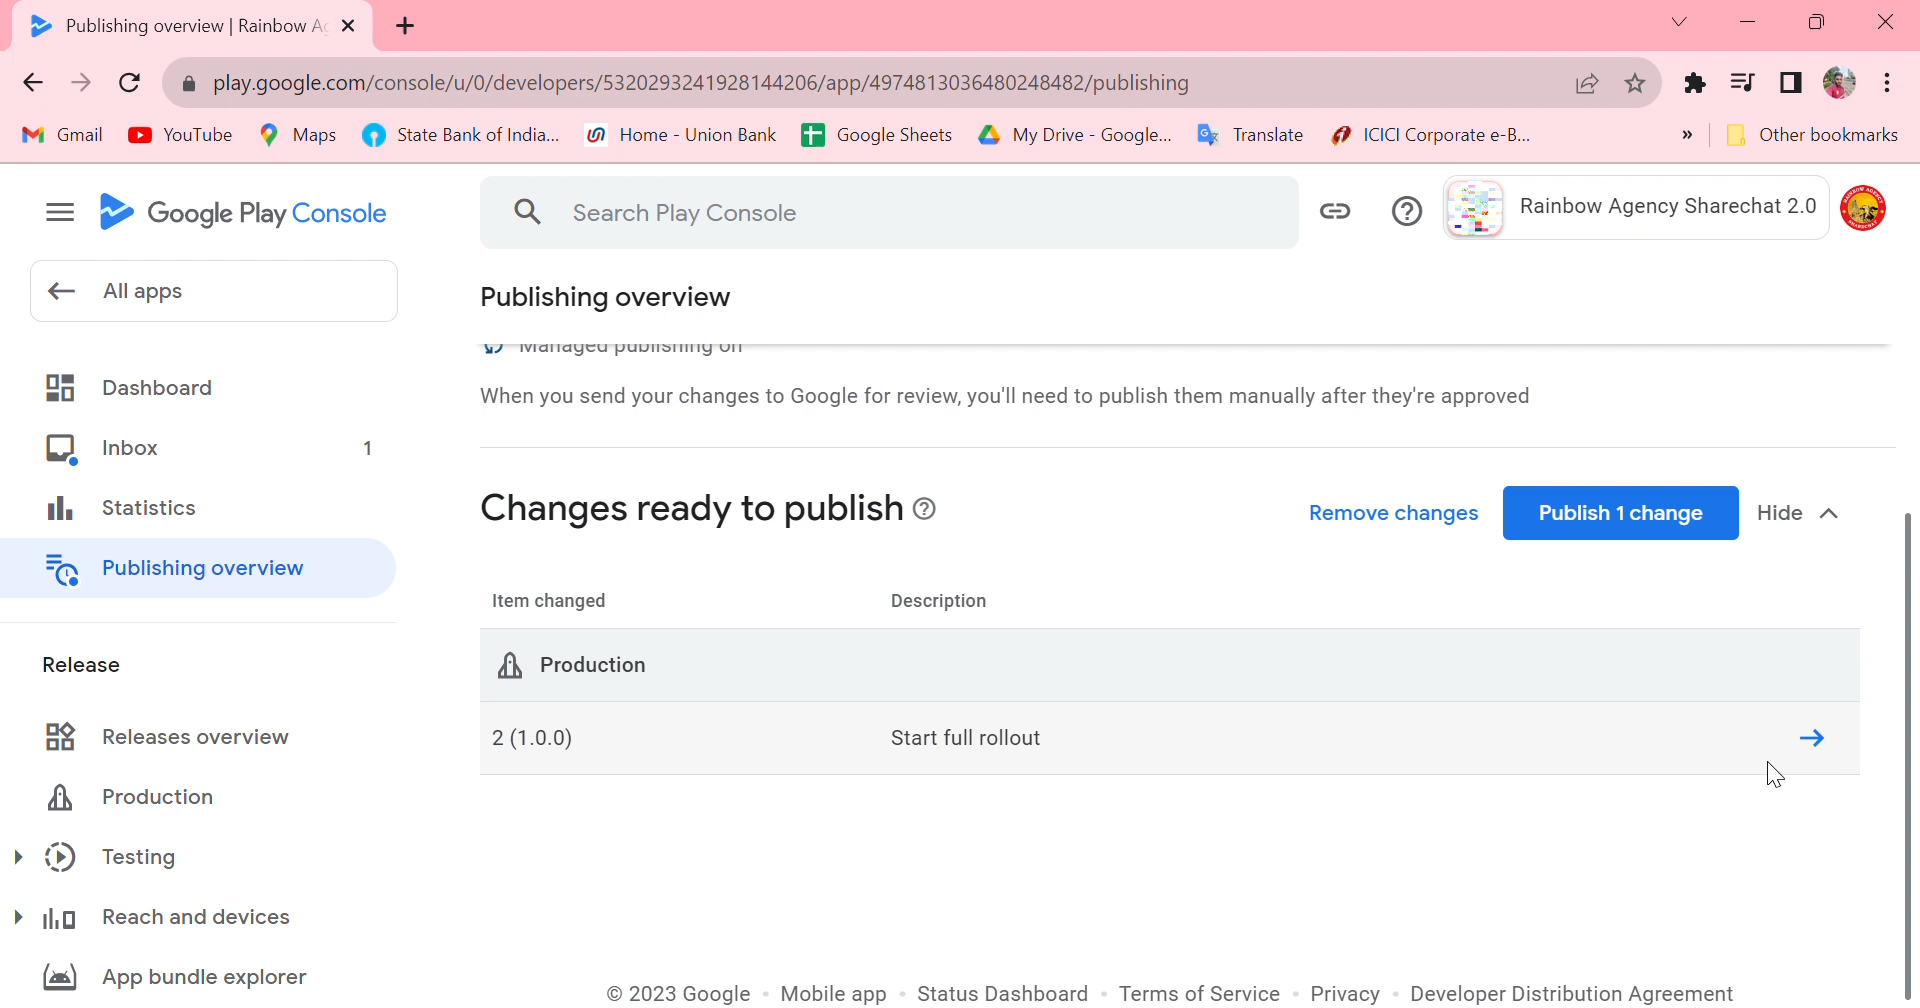 Publishing overview | Rainbow Ag
play.google.com/console/u/0/developers/5320293241928144206/app/4974813036480248482/publishing
Gmail YouTube Maps State Bank of India... Home - Union Bank Google Sheets My Drive - Google... Translate ICICI Corporate e-B... » Other bookmarks
Google Play Console
Search Play Console
Rainbow Agency Sharechat 2.0
All apps
Publishing overview
Managed publishing on
When you send your changes to Google for review, you'll need to publish them manually after they're approved
Dashboard
Inbox 1
Statistics
Publishing overview
Changes ready to publish
Remove changes Publish 1 change Hide
Item changed Description
Production
2 (1.0.0) Start full rollout
Release
Releases overview
Production
Testing
Reach and devices
App bundle explorer
© 2023 Google · Mobile app · Status Dashboard · Terms of Service · Privacy · Developer Distribution Agreement